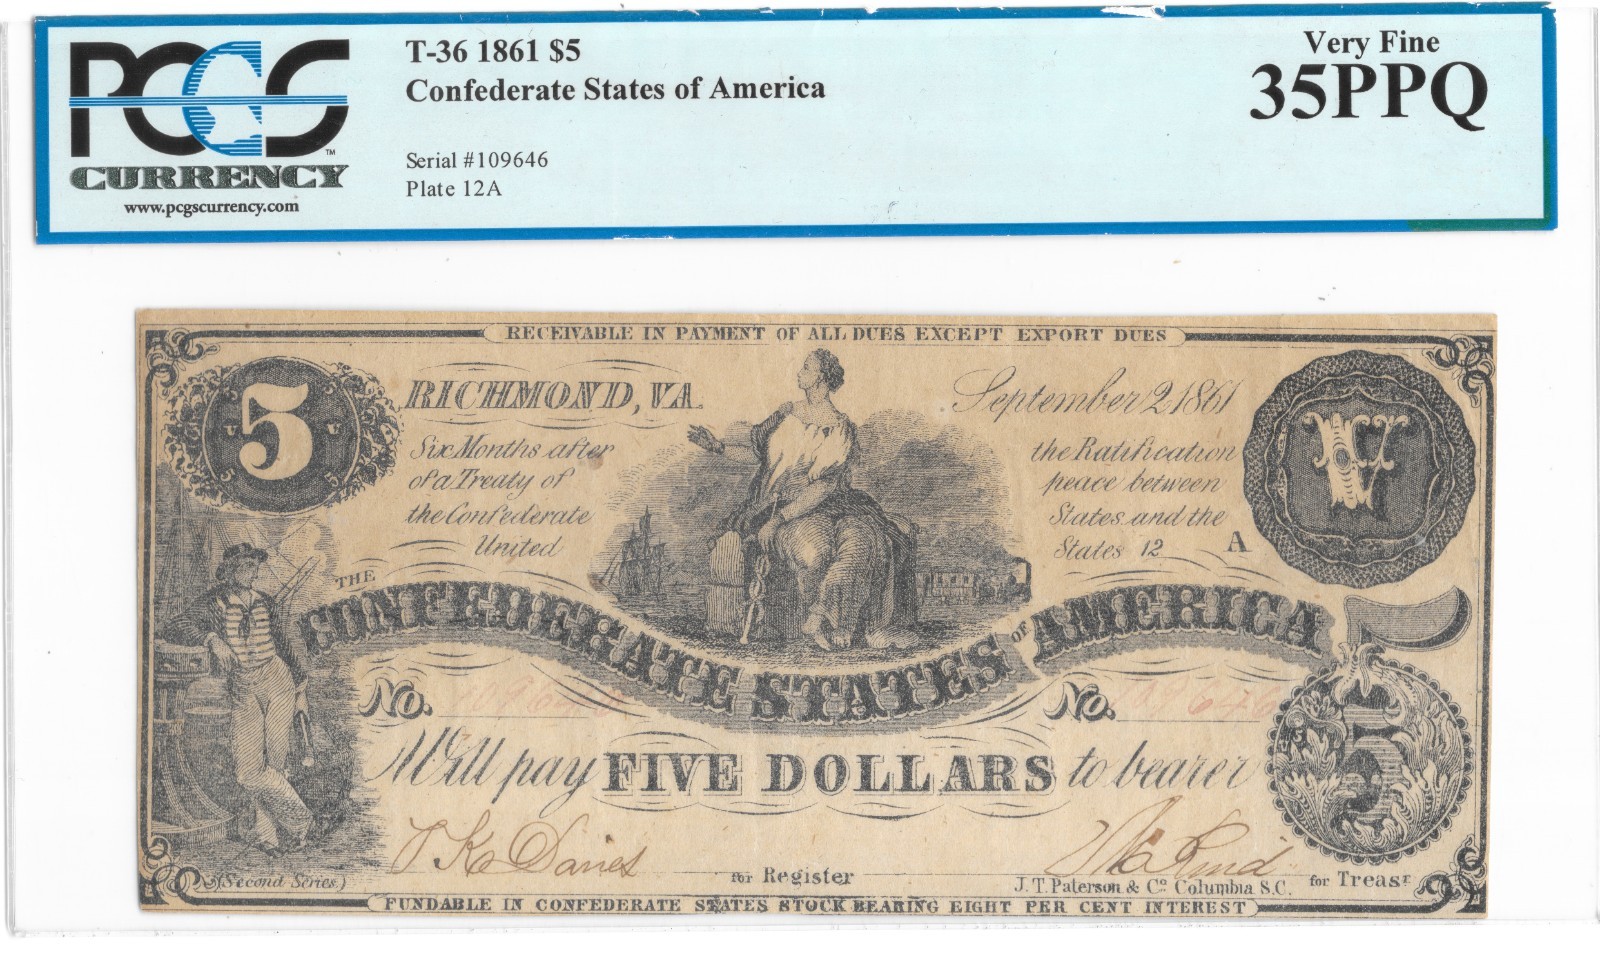 PCGS
CURRENCY
TM
www.pcgscurrency.com
T-36 1861 $5
Confederate States of America
Serial #109646
Plate 12A
Very Fine
35PPQ
RECEIVABLE IN PAYMENT OF ALL DUES EXCEPT EXPORT DUES
5
RICHMOND, VA.
September 2, 1861
V
Six Months after the Ratification
of a Treaty of peace between
the Confederate States and the
United States 12 A
THE
CONFEDERATE STATES OF AMERICA
No. 109646 No. 109646
5
Will pay FIVE DOLLARS to bearer
for Register
for Treasr
(Second Series.)
J. T. Paterson & Co. Columbia S.C.
FUNDABLE IN CONFEDERATE STATES STOCK BEARING EIGHT PER CENT INTEREST